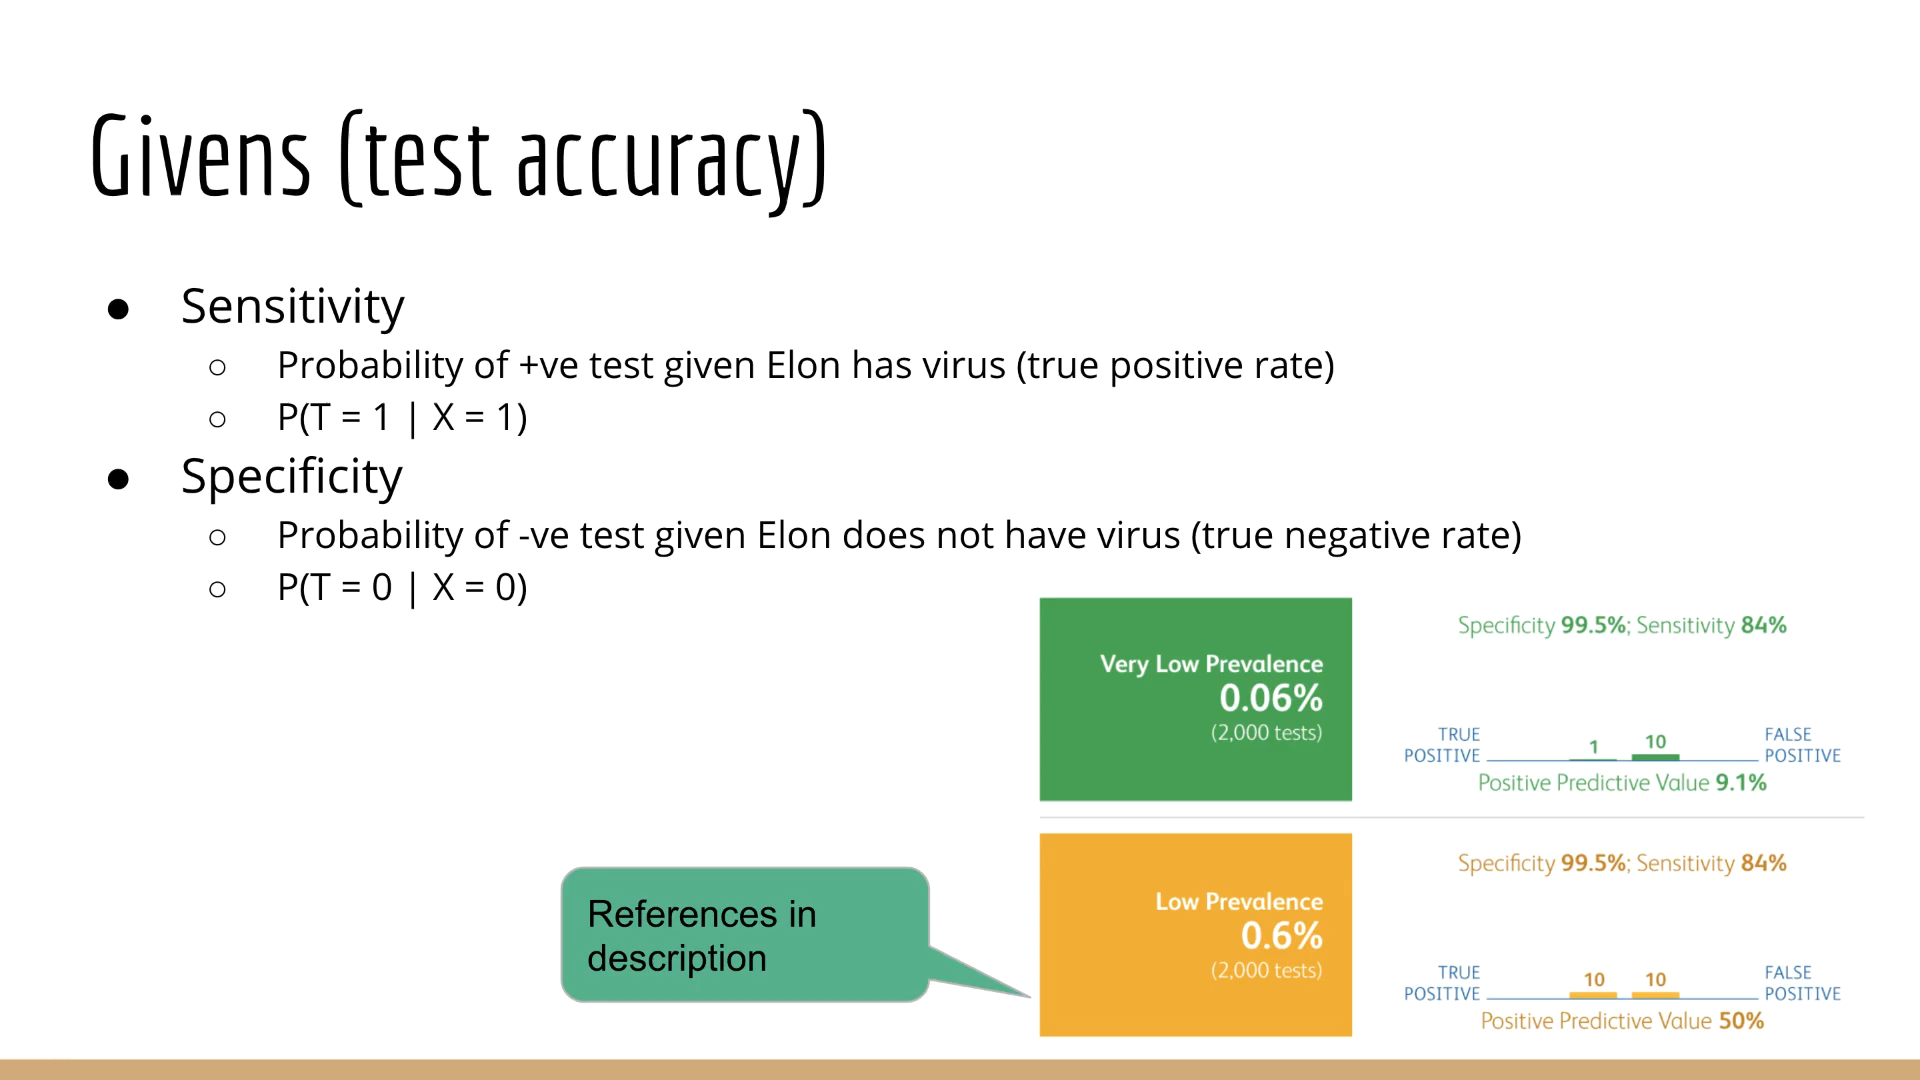 Givens (test accuracy)
● Sensitivity
○ Probability of +ve test given Elon has virus (true positive rate)
○ P(T = 1 | X = 1)
● Specificity
○ Probability of -ve test given Elon does not have virus (true negative rate)
○ P(T = 0 | X = 0)
Very Low Prevalence
0.06%
(2,000 tests)
Specificity 99.5%; Sensitivity 84%
TRUE
POSITIVE
1
10
FALSE
POSITIVE
Positive Predictive Value 9.1%
References in
description
Low Prevalence
0.6%
(2,000 tests)
Specificity 99.5%; Sensitivity 84%
TRUE
POSITIVE
10
10
FALSE
POSITIVE
Positive Predictive Value 50%